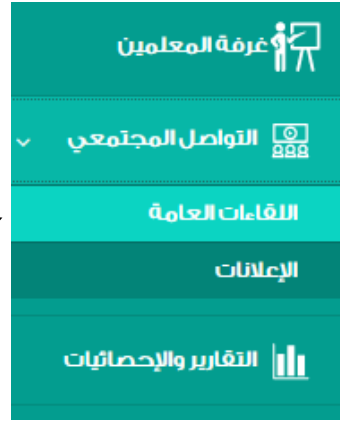 غرفة المعلمين
التواصل المجتمعي
اللقاءات العامة
الإعلانات
التقارير والإحصائيات